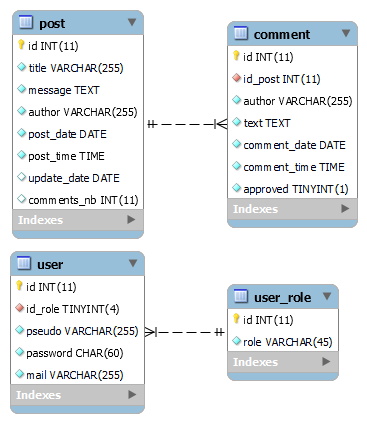 post
id INT(11)
title VARCHAR(255)
message TEXT
author VARCHAR(255)
post_date DATE
post_time TIME
update_date DATE
comments_nb INT(11)
Indexes
comment
id INT(11)
id_post INT(11)
author VARCHAR(255)
text TEXT
comment_date DATE
comment_time TIME
approved TINYINT(1)
Indexes
user
id INT(11)
id_role TINYINT(4)
pseudo VARCHAR(255)
password CHAR(60)
mail VARCHAR(255)
Indexes
user_role
id INT(11)
role VARCHAR(45)
Indexes